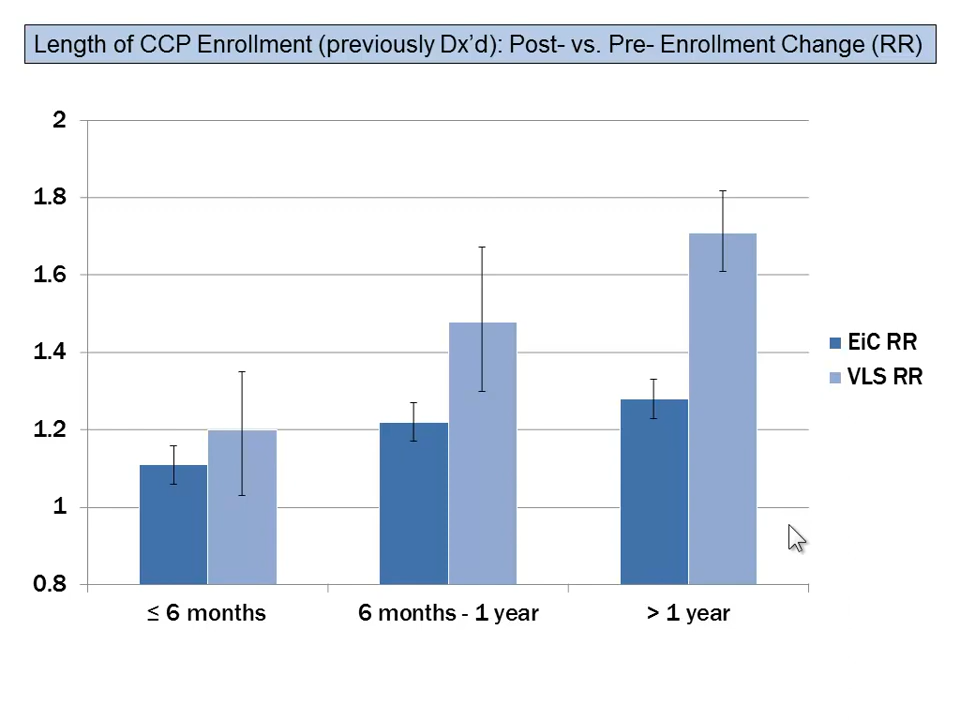 Length of CCP Enrollment (previously Dx'd): Post- vs. Pre- Enrollment Change (RR)
2
1.8
1.6
1.4
1.2
1
0.8
≤ 6 months
6 months - 1 year
> 1 year
EiC RR
VLS RR